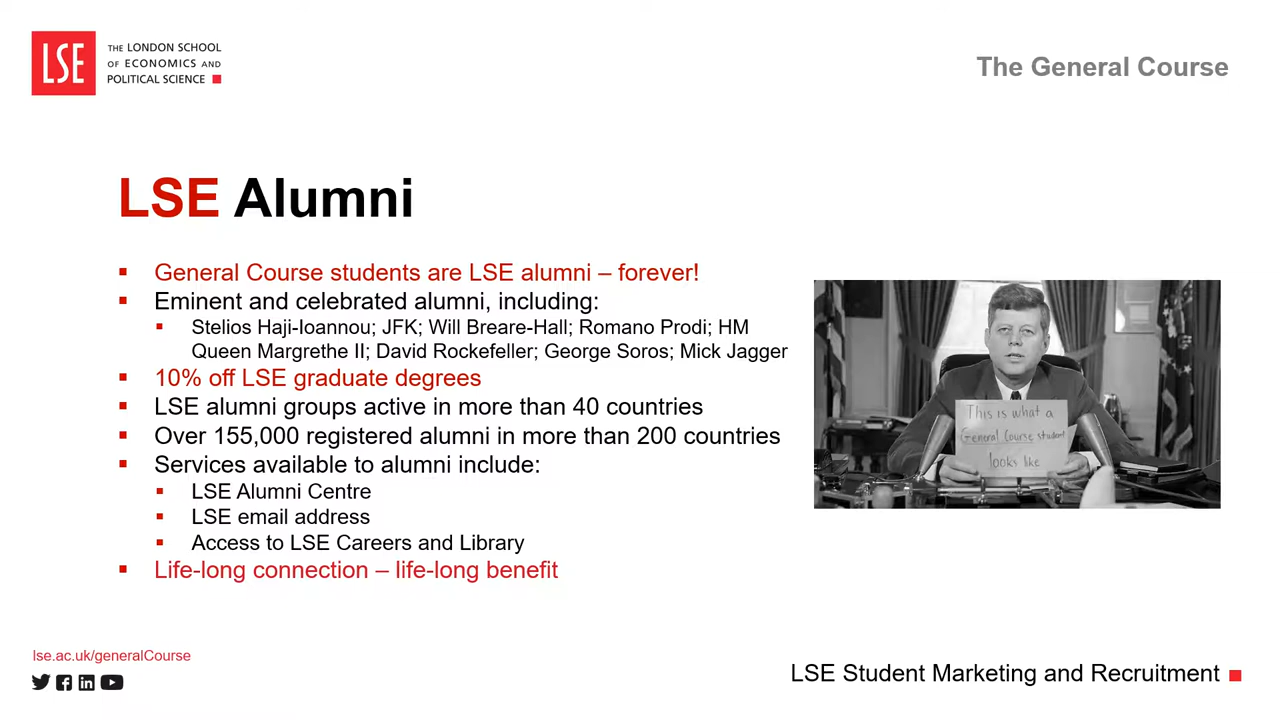 LSE
THE LONDON SCHOOL
OF ECONOMICS AND
POLITICAL SCIENCE
The General Course
LSE Alumni
General Course students are LSE alumni – forever!
Eminent and celebrated alumni, including:
Stelios Haji-Ioannou; JFK; Will Breare-Hall; Romano Prodi; HM
Queen Margrethe II; David Rockefeller; George Soros; Mick Jagger
10% off LSE graduate degrees
LSE alumni groups active in more than 40 countries
Over 155,000 registered alumni in more than 200 countries
Services available to alumni include:
LSE Alumni Centre
LSE email address
Access to LSE Careers and Library
Life-long connection – life-long benefit
This is what a
General Course student
looks like
lse.ac.uk/generalCourse
LSE Student Marketing and Recruitment